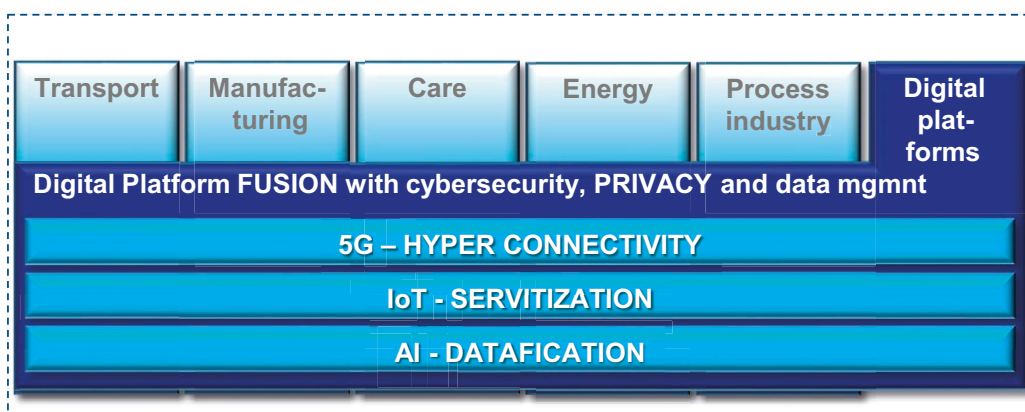 Transport
Manufac-
turing
Care
Energy
Process
industry
Digital
plat-
forms
Digital Platform FUSION with cybersecurity, PRIVACY and data mgmnt
5G – HYPER CONNECTIVITY
IoT - SERVITIZATION
AI - DATAFICATION